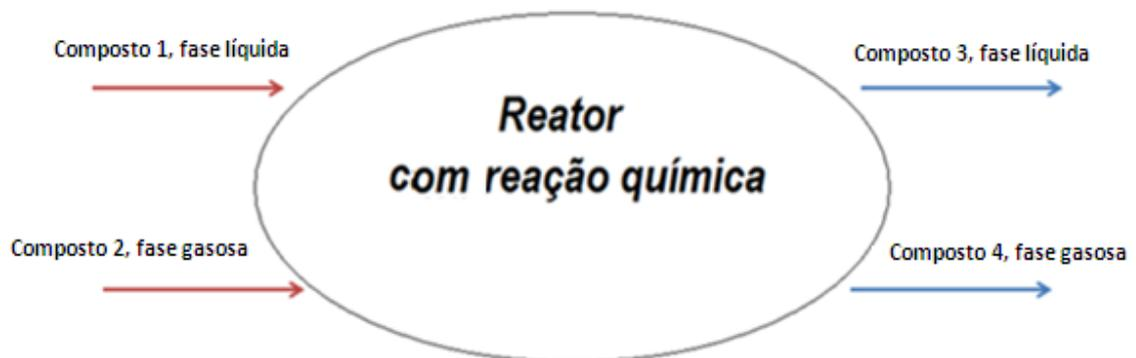 Composto 1, fase líquida
Composto 3, fase líquida
Reator
com reação química
Composto 2, fase gasosa
Composto 4, fase gasosa